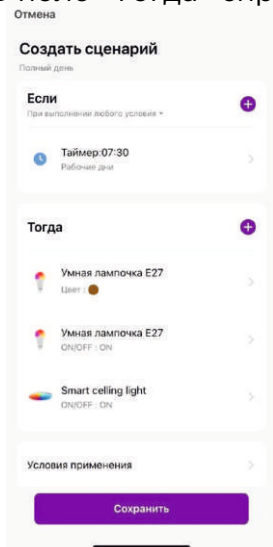 Отмена
Создать сценарий
Полный день
Если
При выполнении любого условия
Таймер:07:30
Рабочие дни
Тогда
Умная лампочка E27
Цвет :
Умная лампочка E27
ON/OFF : ON
Smart celling light
ON/OFF : ON
Условия применения
Сохранить